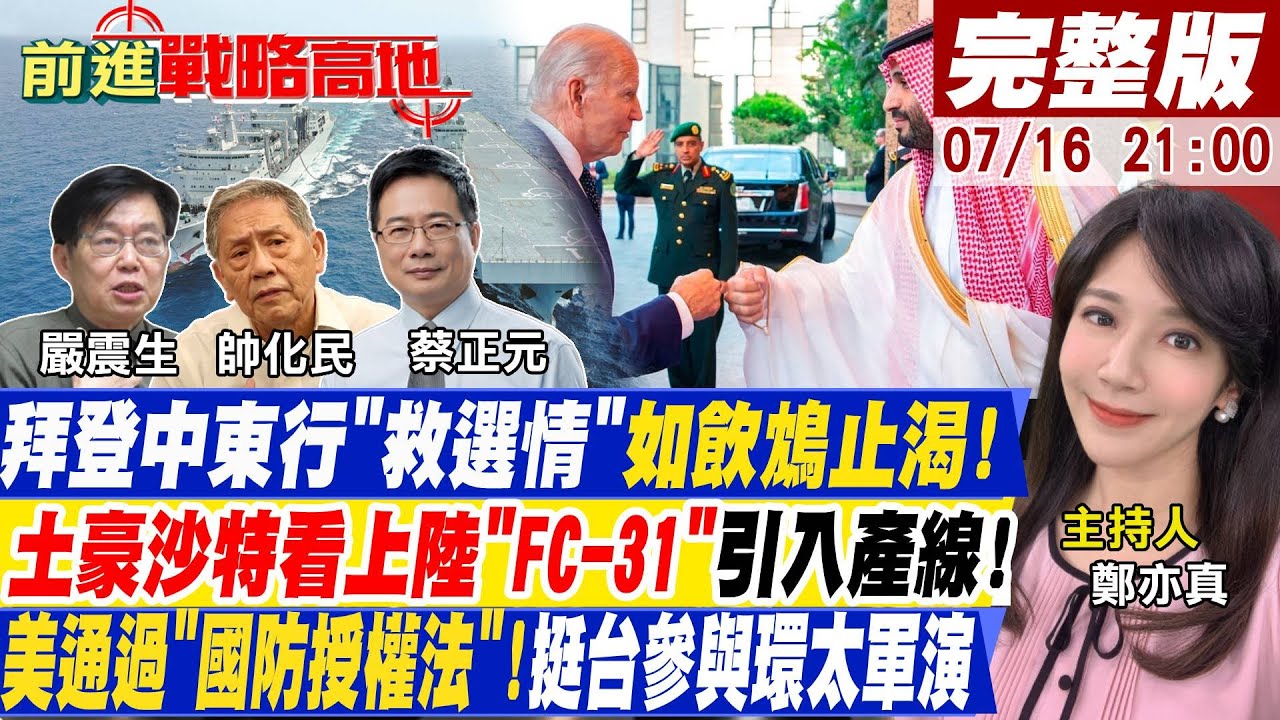 前進戰略高地
完整版
07/16 21:00
嚴震生
帥化民
蔡正元
拜登中東行"救選情"如飲鴆止渴!
土豪沙特看上陸"FC-31"引入產線!
美通過"國防授權法"!挺台參與環太軍演
主持人
鄭亦真